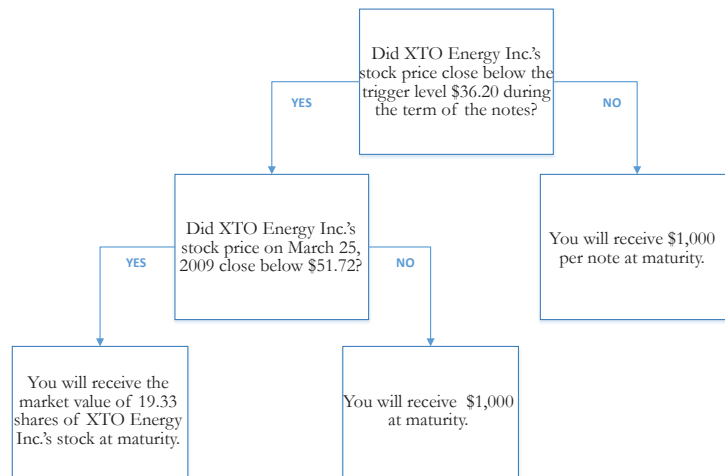 Did XTO Energy Inc.'s
stock price close below the
trigger level $36.20 during
the term of the notes?
YES
NO
Did XTO Energy Inc.'s
stock price on March 25,
2009 close below $51.72?
You will receive $1,000
per note at maturity.
YES
NO
You will receive the
market value of 19.33
shares of XTO Energy
Inc.'s stock at maturity.
You will receive $1,000
at maturity.